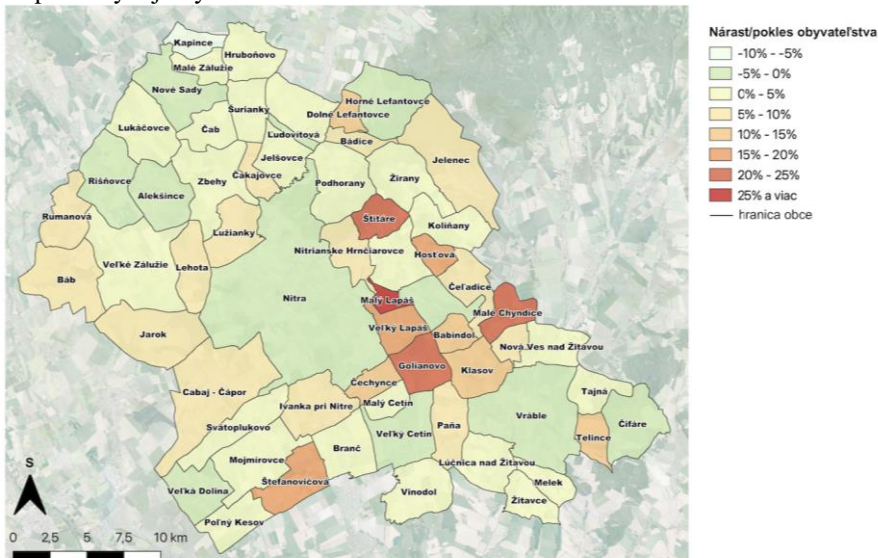 Nárast/pokles obyvateľstva
-10% - -5%
-5% - 0%
0% - 5%
5% - 10%
10% - 15%
15% - 20%
20% - 25%
25% a viac
hranica obce
Kapince
Hruboňovo
Malé Zálužie
Nové Sady
Horné Lefantovce
Šurianky
Dolné Lefantovce
Lukáčovce
Čab
Ľudovítová
Bádice
Jelšovce
Jelenec
Rišňovce
Zbehy
Čakajovce
Podhorany
Žirany
Alekšince
Rumanová
Štitáre
Kolíňany
Lužianky
Nitrianske Hrnčiarovce
Hosťová
Veľké Zálužie
Lehota
Báb
Čeľadice
Nitra
Malý Lapáš
Malé Chyndice
Jarok
Veľký Lapáš
Babindol
Nová Ves nad Žitavou
Golianovo
Klasov
Čechynce
Cabaj - Čápor
Tajná
Ivanka pri Nitre
Malý Cetín
Vráble
Svätoplukovo
Paňa
Čifáre
Veľký Cetín
Telince
Branč
Mojmírovce
Lúčnica nad Žitavou
Štefanovičová
Melek
Veľká Dolina
Vinodol
Žitavce
Poľný Kesov
S
0 2,5 5 7,5 10 km